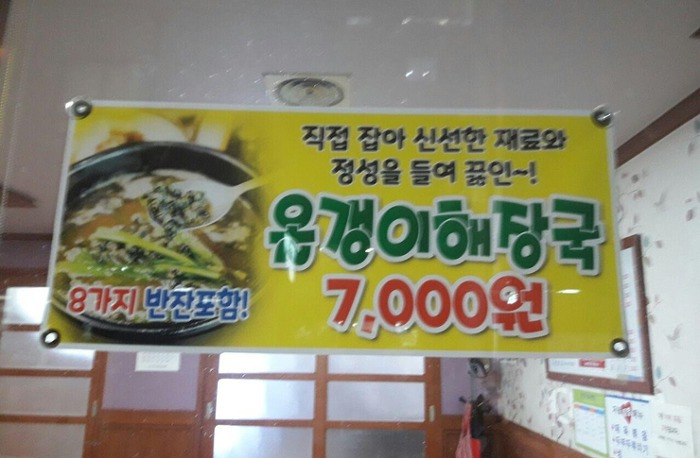 직접 잡아 신선한 재료와
정성을 들여 끓인~!
온갱이해장국
8가지 반찬포함!
7,000원